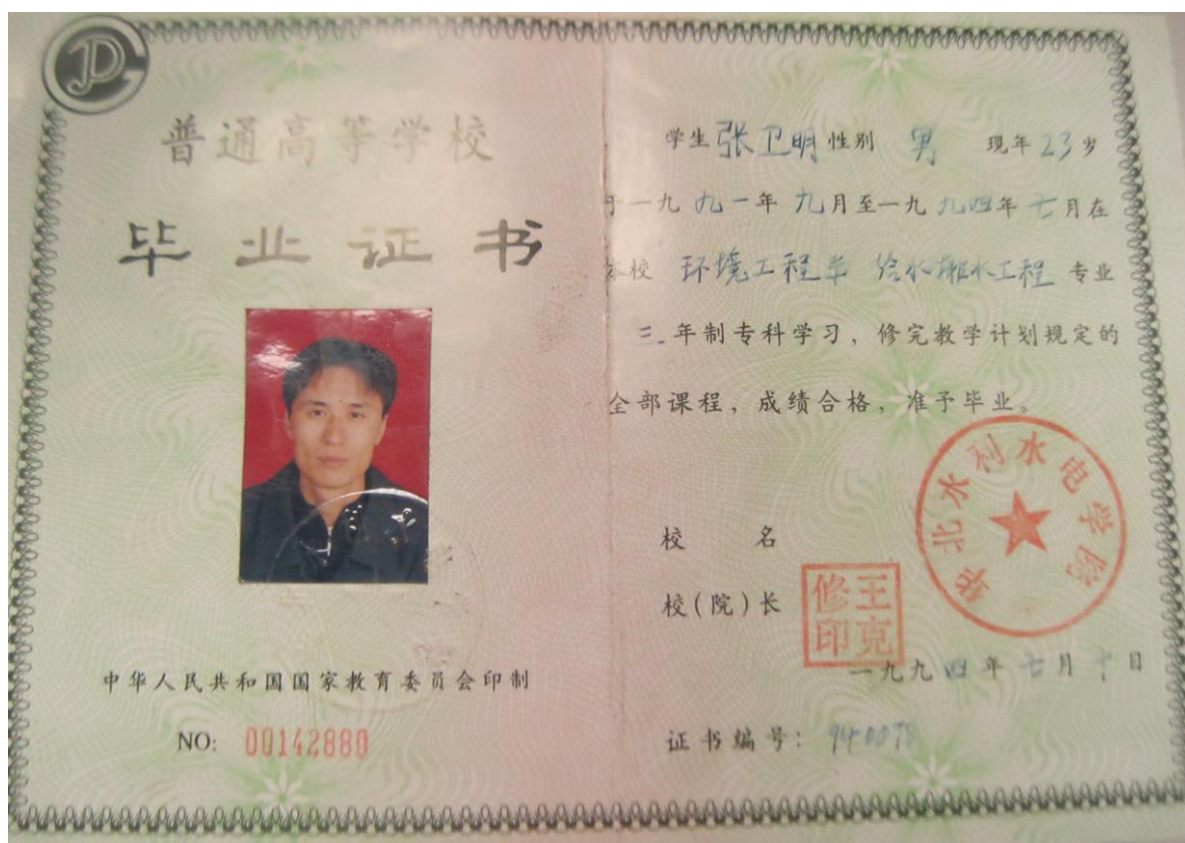 普通高等学校
毕业证书
中华人民共和国国家教育委员会印制
NO: 00142880
学生 张卫明 性别 男 现年 23 岁
于一九九一年九月至一九九四年七月在
本校 环境工程系 给水排水工程 专业
三年制专科学习，修完教学计划规定的
全部课程，成绩合格，准予毕业。
华北水利水电学院
校 名
校(院)长
王克修印
一九九四年七月十日
证书编号： 940078